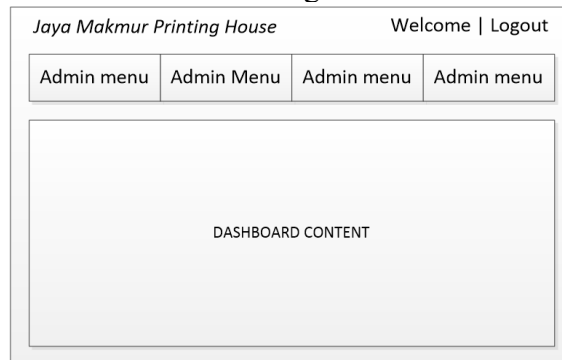 Jaya Makmur Printing House Welcome | Logout
Admin menu Admin Menu Admin menu Admin menu
DASHBOARD CONTENT